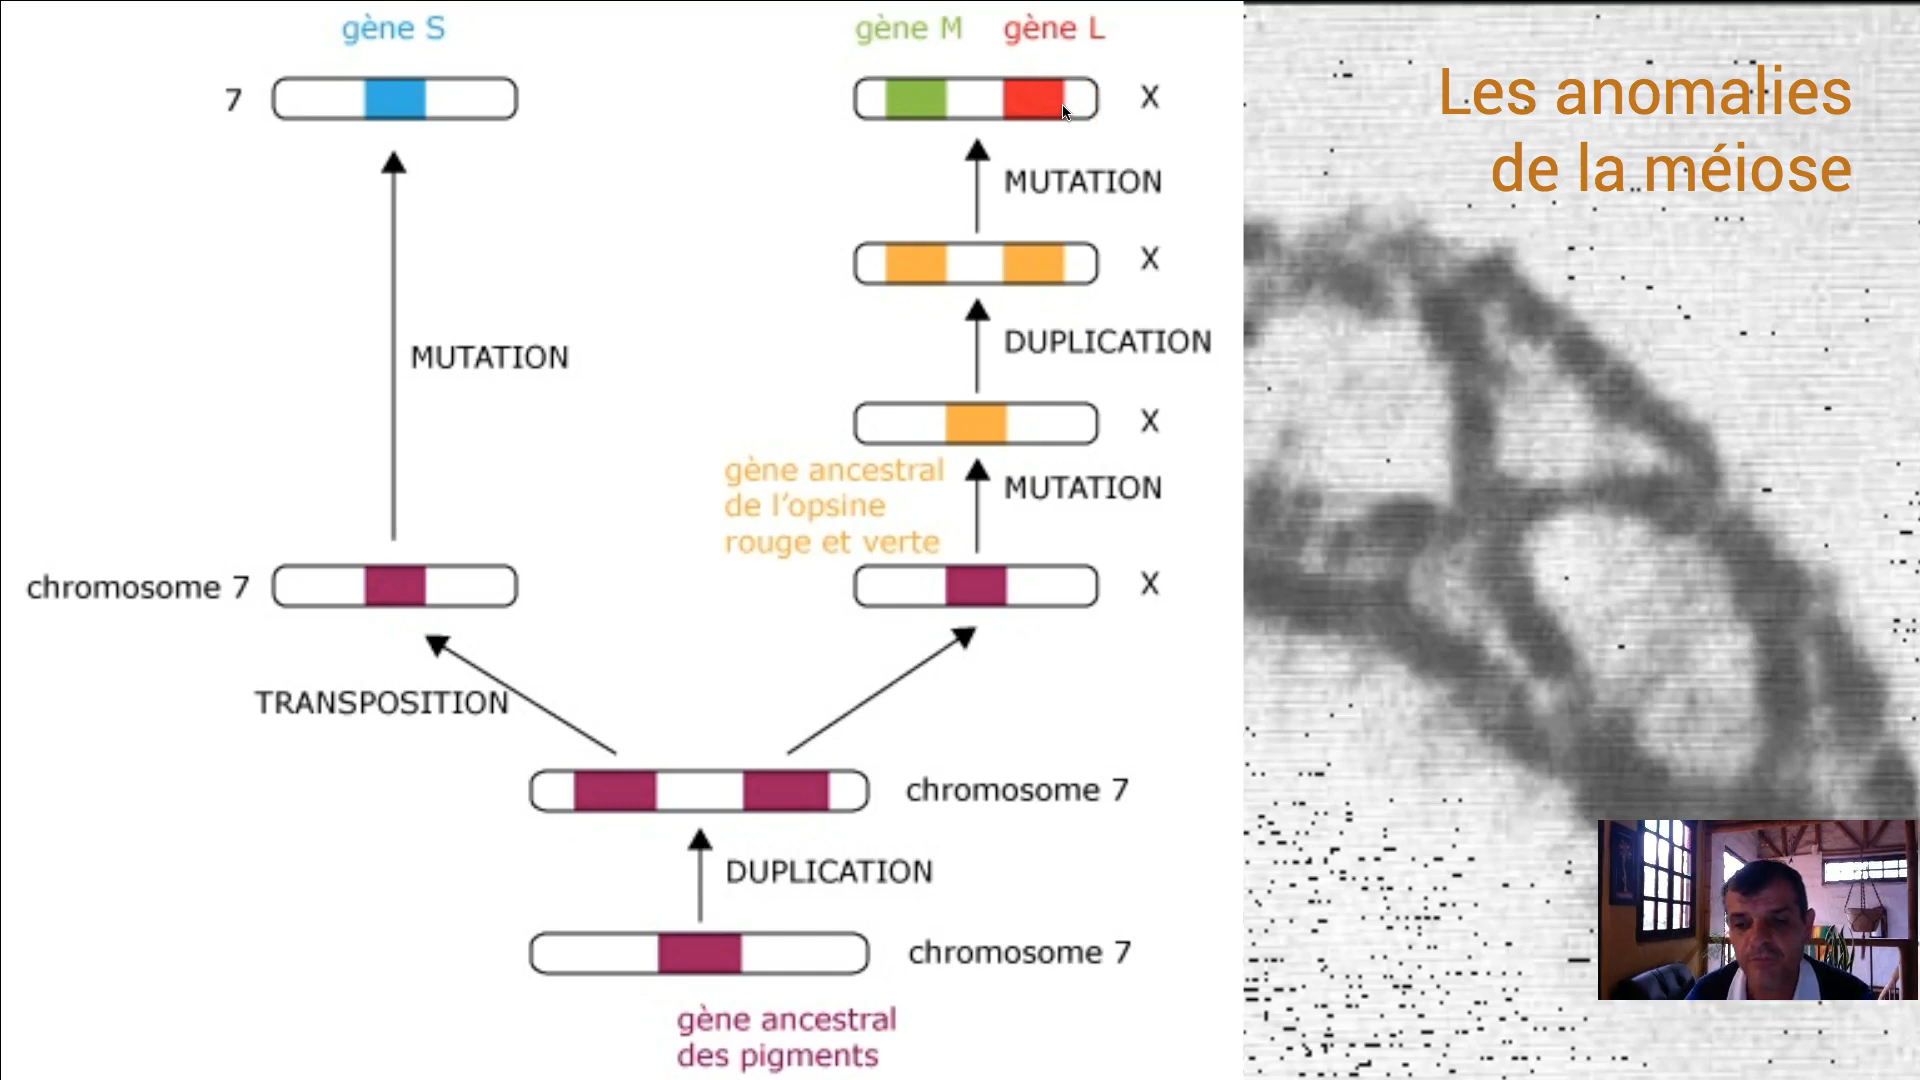 gène S
gène M
gène L
7
X
Les anomalies
de la méiose
MUTATION
X
MUTATION
DUPLICATION
X
gène ancestral
de l’opsine
rouge et verte
MUTATION
chromosome 7
X
TRANSPOSITION
chromosome 7
DUPLICATION
chromosome 7
gène ancestral
des pigments